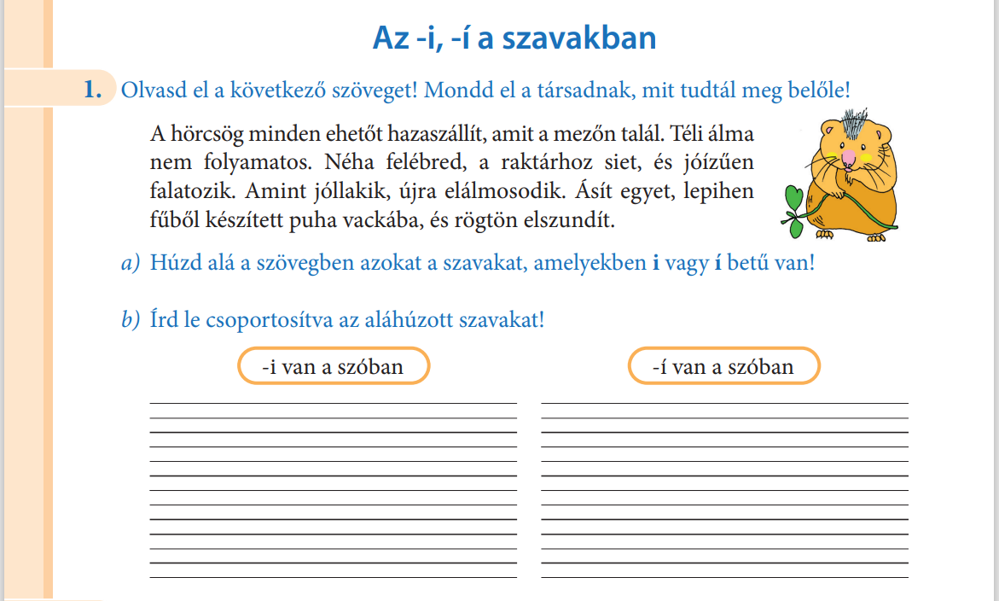 Az -i, -í a szavakban
1. Olvasd el a következő szöveget! Mondd el a társadnak, mit tudtál meg belőle!
A hörcsög minden ehetőt hazaszállít, amit a mezőn talál. Téli álma
nem folyamatos. Néha felébred, a raktárhoz siet, és jóízűen
falatozik. Amint jóllakik, újra elálmosodik. Ásít egyet, lepihen
fűből készített puha vackába, és rögtön elszundít.
a) Húzd alá a szövegben azokat a szavakat, amelyekben i vagy í betű van!
b) Írd le csoportosítva az aláhúzott szavakat!
-i van a szóban
-í van a szóban